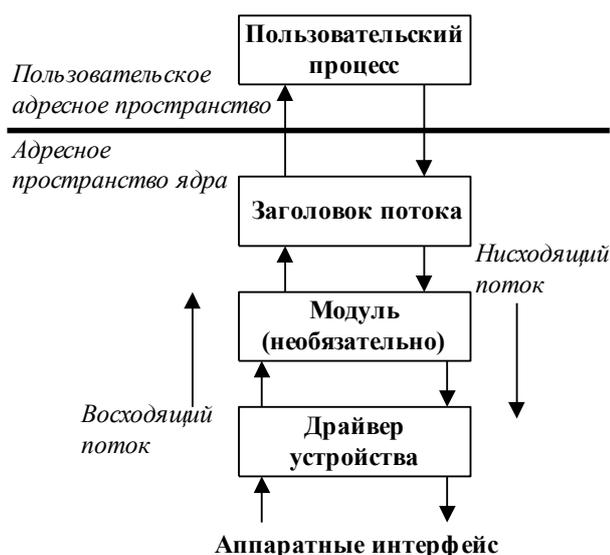 Пользовательский
процесс
Пользовательское
адресное пространство
Адресное
пространство ядра
Заголовок потока
Нисходящий
поток
Модуль
(необязательно)
Восходящий
поток
Драйвер
устройства
Аппаратные интерфейс